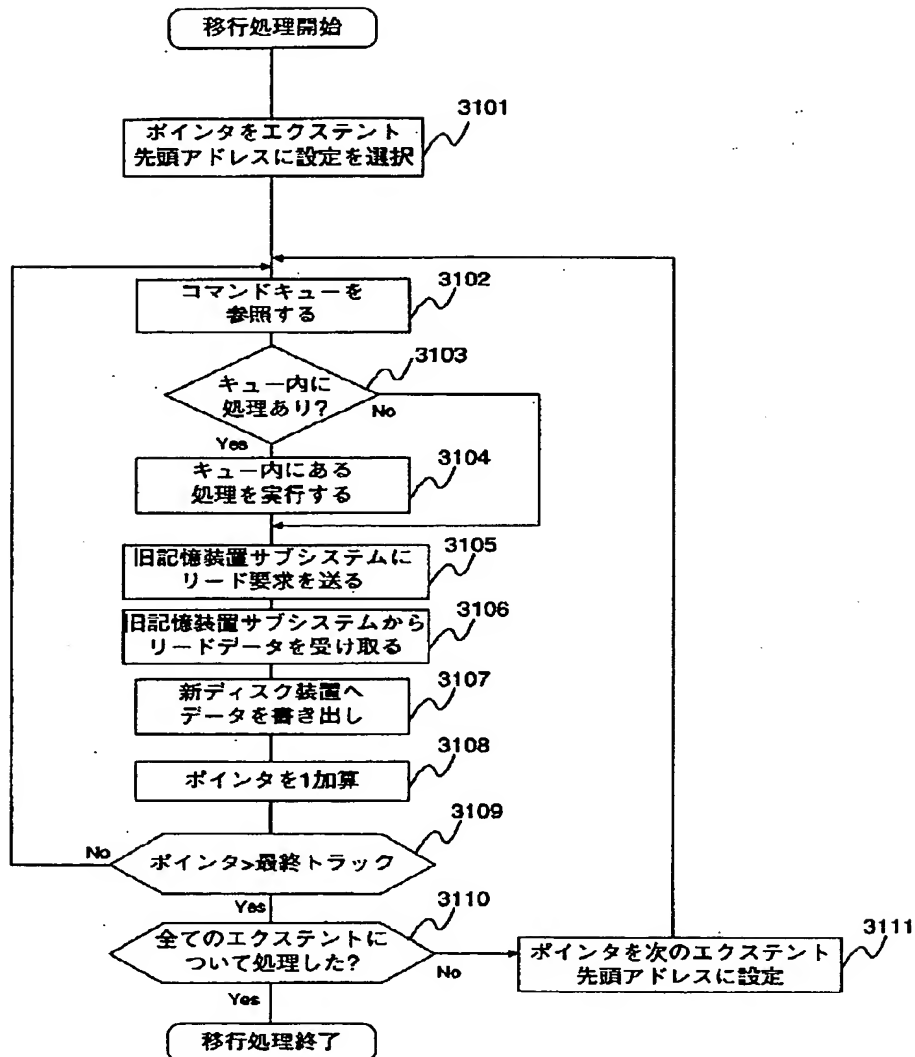 移行処理開始
3101
ポインタをエクステント
先頭アドレスに設定を選択
3102
コマンドキューを
参照する
3103
キュー内に
処理あり?
No
Yes
3104
キュー内にある
処理を実行する
3105
旧記憶装置サブシステムに
リード要求を送る
3106
旧記憶装置サブシステムから
リードデータを受け取る
3107
新ディスク装置へ
データを書き出し
3108
ポインタを1加算
3109
No
ポインタ>最終トラック
Yes
3110
全てのエクステントに
ついて処理した?
No
3111
ポインタを次のエクステント
先頭アドレスに設定
Yes
移行処理終了